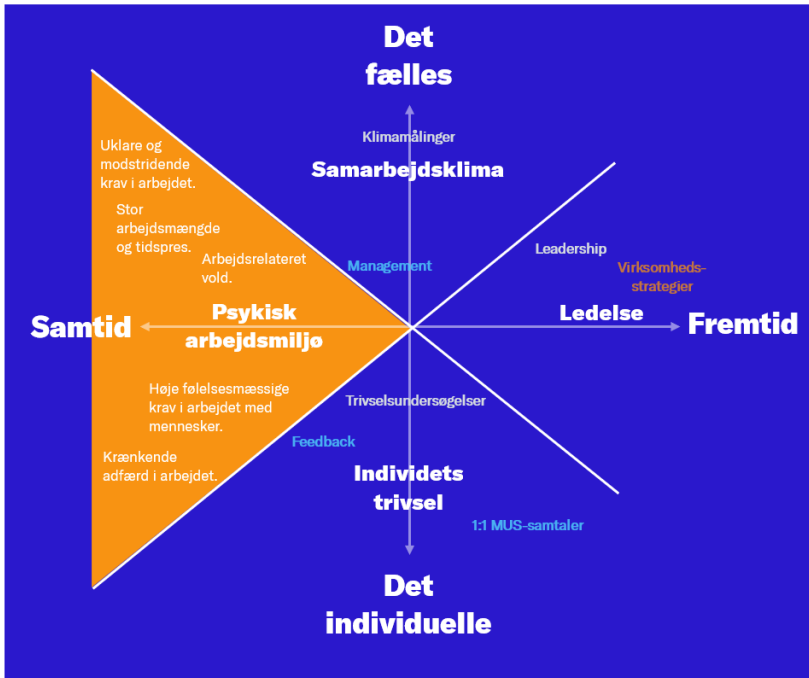 Det
fælles
Klimamålinger
Samarbejdsklima
Uklare og
modstridende
krav i arbejdet.
Stor
arbejdsmængde
og tidspres.
Arbejdsrelateret
vold.
Management
Leadership
Virksomheds-
strategier
Samtid
Psykisk
arbejdsmiljø
Ledelse
Fremtid
Høje følelsesmæssige
krav i arbejdet med
mennesker.
Trivselsundersøgelser
Feedback
Krænkende
adfærd i arbejdet.
Individets
trivsel
1:1 MUS-samtaler
Det
individuelle